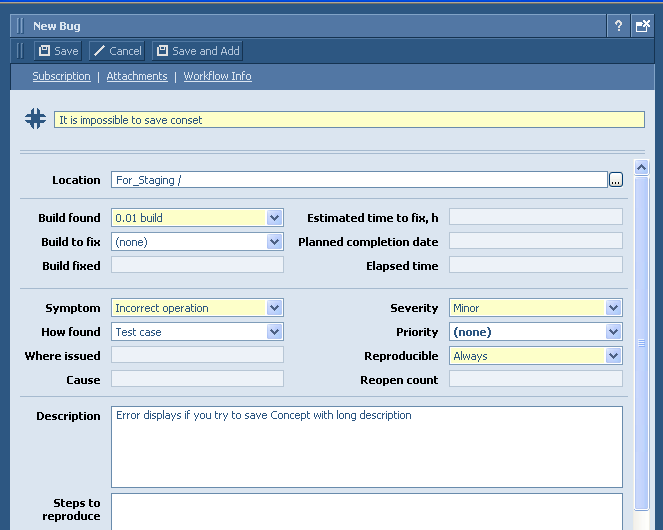 New Bug ?
Save Cancel Save and Add
Subscription | Attachments | Workflow Info
It is impossible to save conset
Location For_Staging / ...
Build found 0.01 build Estimated time to fix, h
Build to fix (none) Planned completion date
Build fixed Elapsed time
Symptom Incorrect operation Severity Minor
How found Test case Priority (none)
Where issued Reproducible Always
Cause Reopen count
Description Error displays if you try to save Concept with long description
Steps to
reproduce